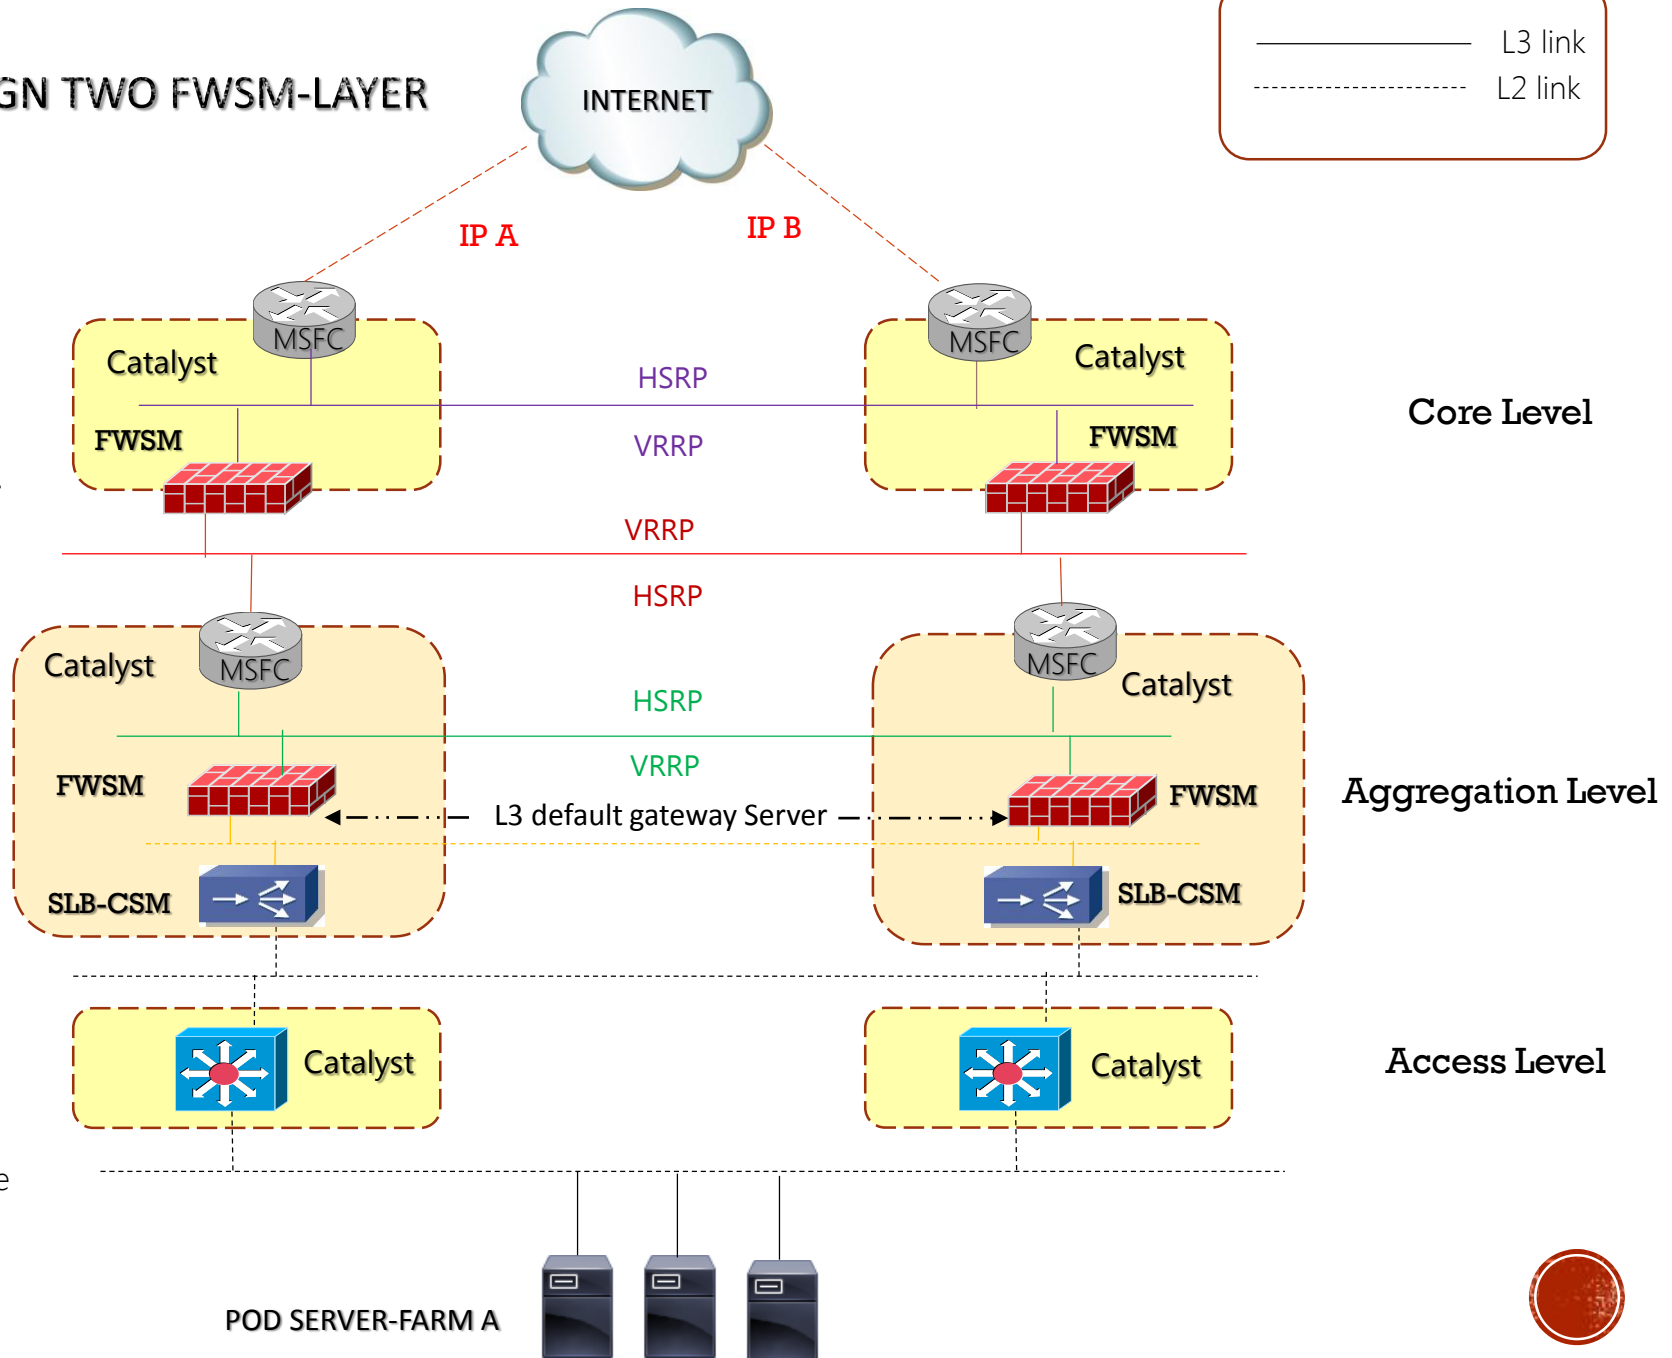 GN TWO FWSM-LAYER
INTERNET
L3 link
L2 link
IP A
IP B
MSFC
MSFC
Catalyst
Catalyst
HSRP
Core Level
FWSM
VRRP
FWSM
VRRP
HSRP
Catalyst
MSFC
MSFC
Catalyst
HSRP
VRRP
FWSM
FWSM
Aggregation Level
L3 default gateway Server
SLB-CSM
SLB-CSM
Catalyst
Catalyst
Access Level
e
POD SERVER-FARM A